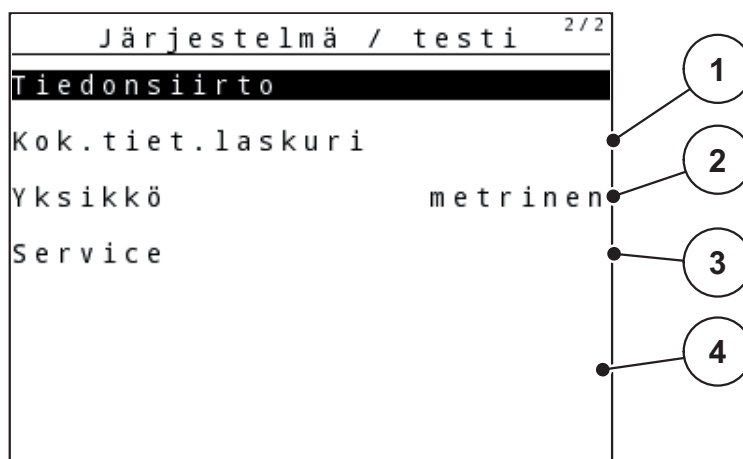 Järjestelmä / testi 2/2
Tiedonsiirto
Kok.tiet.laskuri
Yksikkö metrinen
Service
1
2
3
4